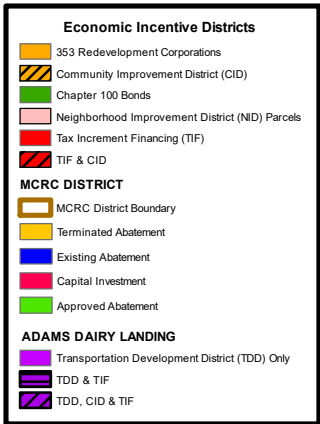 Economic Incentive Districts
353 Redevelopment Corporations
Community Improvement District (CID)
Chapter 100 Bonds
Neighborhood Improvement District (NID) Parcels
Tax Increment Financing (TIF)
TIF & CID
MCRC DISTRICT
MCRC District Boundary
Terminated Abatement
Existing Abatement
Capital Investment
Approved Abatement
ADAMS DAIRY LANDING
Transportation Development District (TDD) Only
TDD & TIF
TDD, CID & TIF